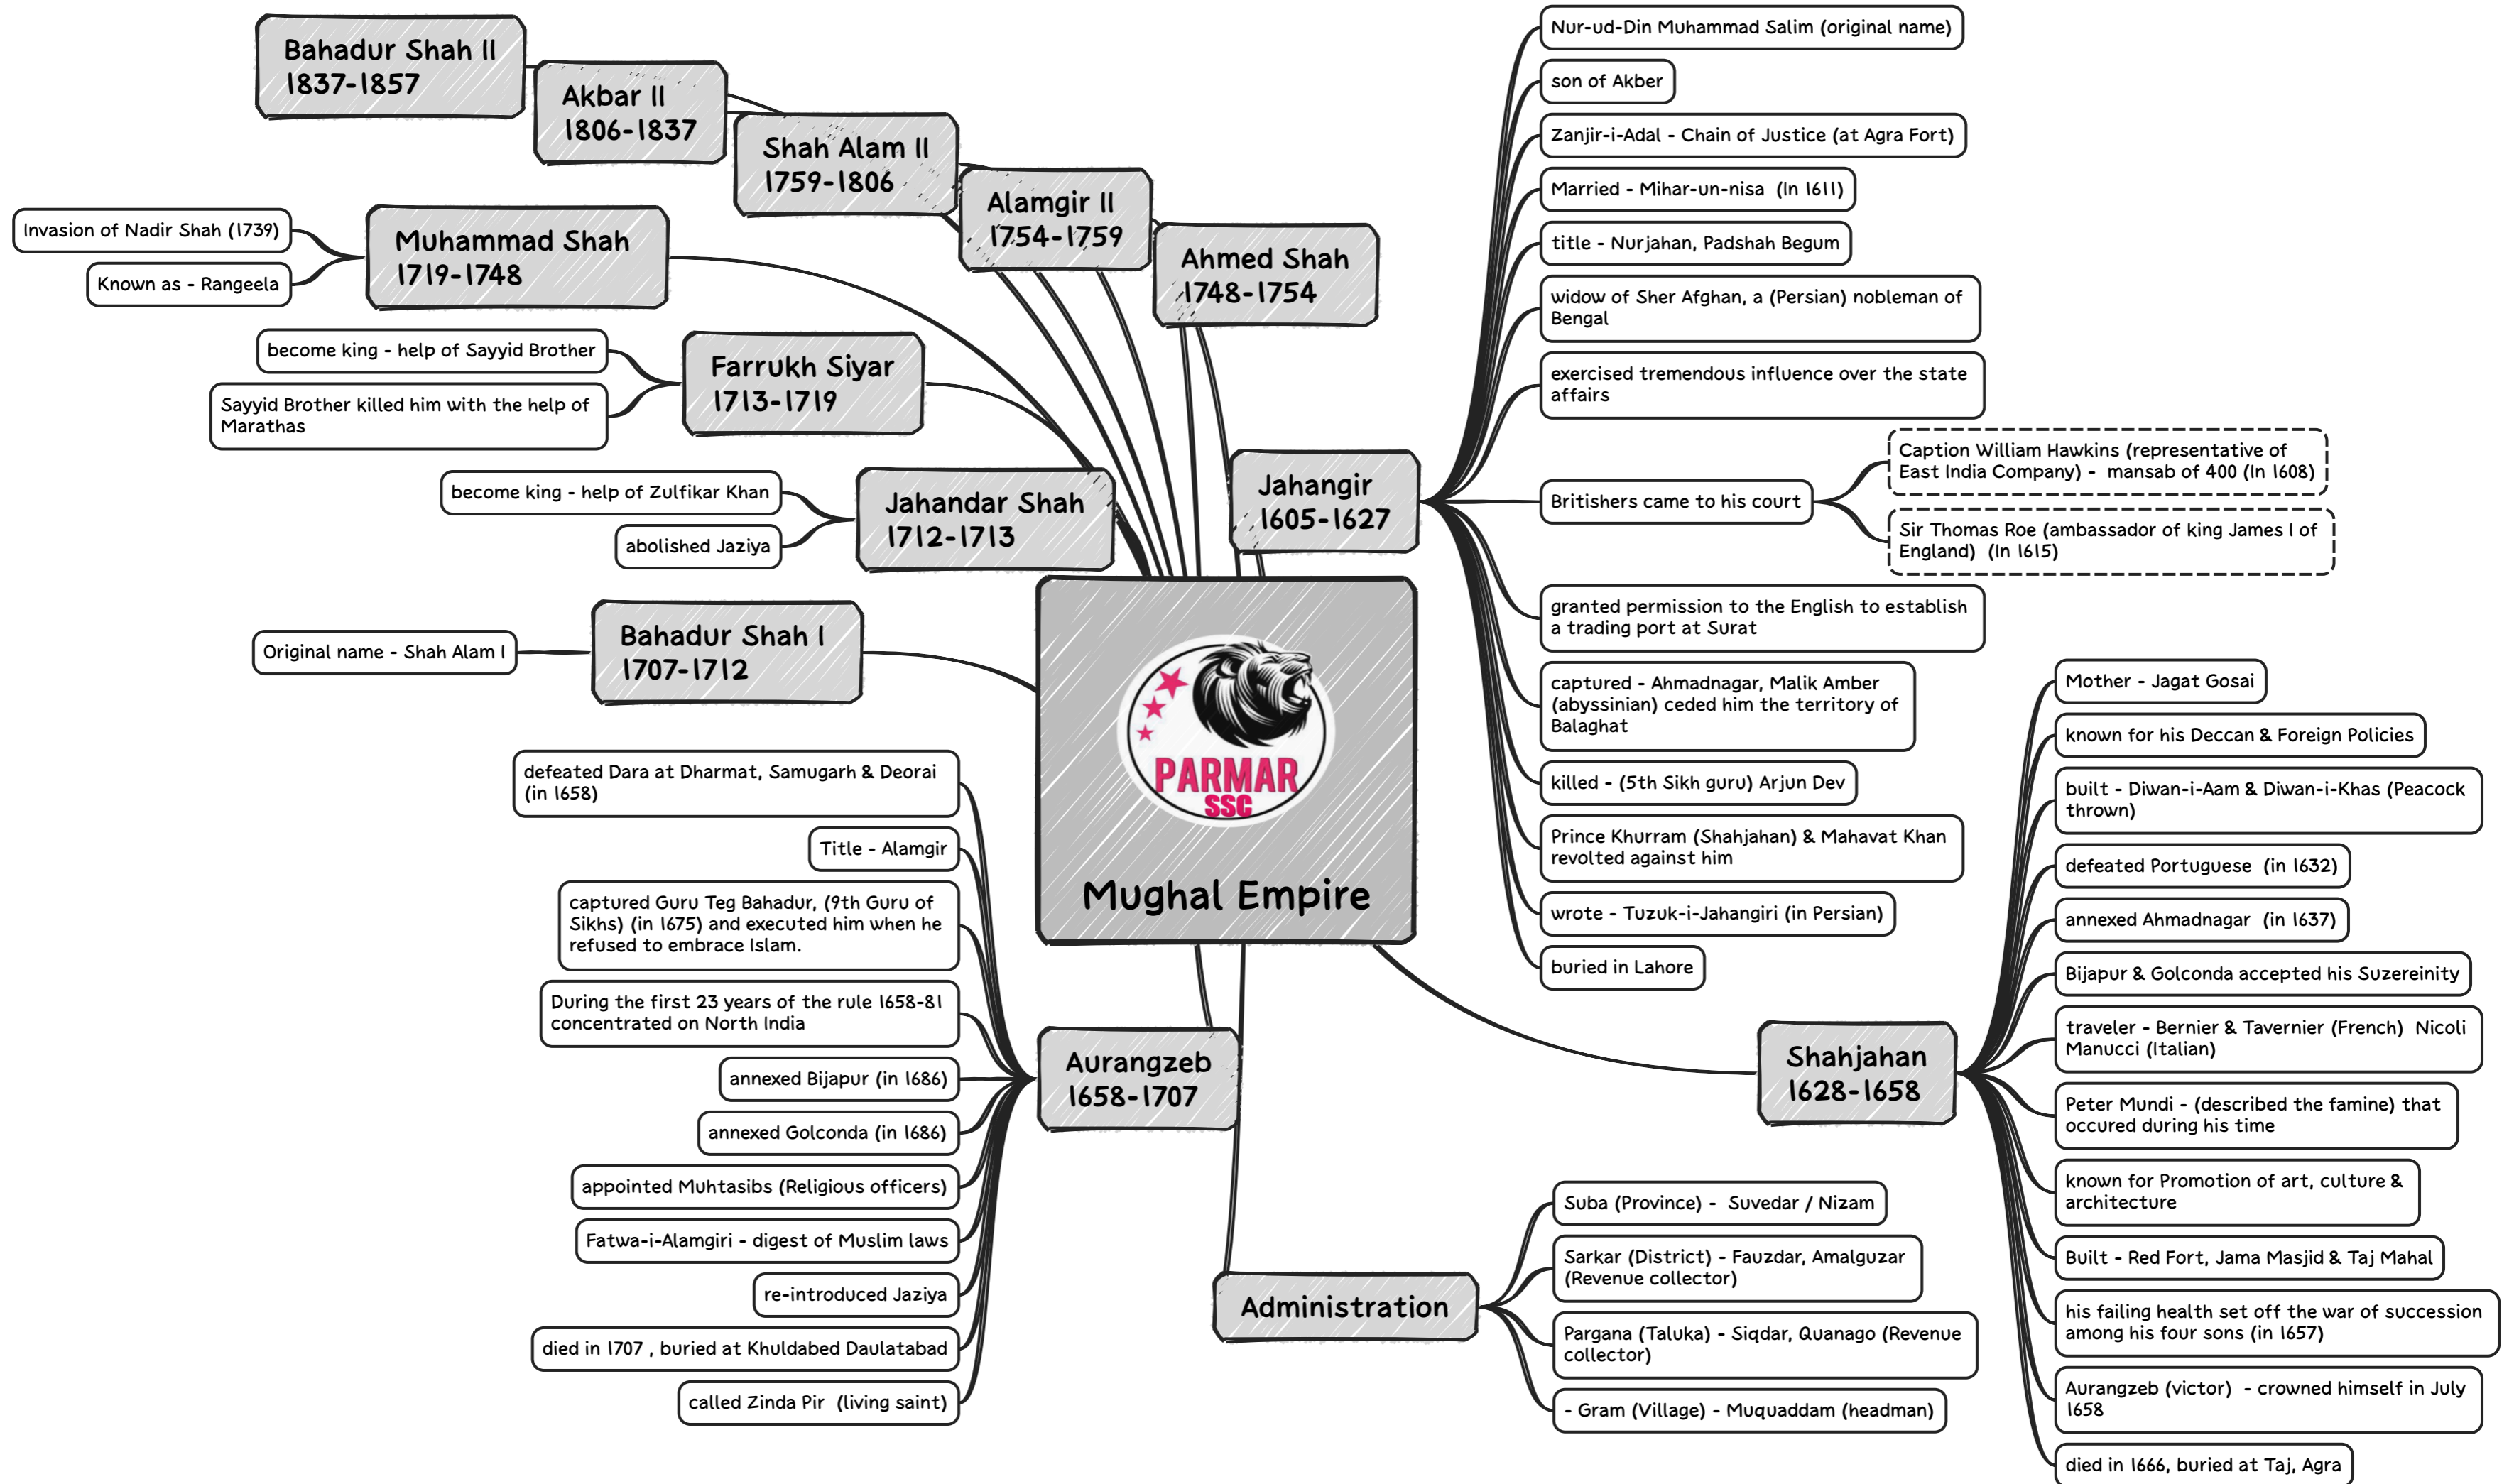 Bahadur Shah II
1837-1857
Akbar II
1806-1837
Shah Alam II
1759-1806
Alamgir II
1754-1759
Ahmed Shah
1748-1754
Muhammad Shah
1719-1748
Invasion of Nadir Shah (1739)
Known as - Rangeela
Farrukh Siyar
1713-1719
become king - help of Sayyid Brother
Sayyid Brother killed him with the help of
Marathas
Jahandar Shah
1712-1713
become king - help of Zulfikar Khan
abolished Jaziya
Bahadur Shah I
1707-1712
Original name - Shah Alam I
PARMAR
SSC
Mughal Empire
Jahangir
1605-1627
Nur-ud-Din Muhammad Salim (original name)
son of Akber
Zanjir-i-Adal - Chain of Justice (at Agra Fort)
Married - Mihar-un-nisa (In 1611)
title - Nurjahan, Padshah Begum
widow of Sher Afghan, a (Persian) nobleman of
Bengal
exercised tremendous influence over the state
affairs
Britishers came to his court
Caption William Hawkins (representative of
East India Company) - mansab of 400 (In 1608)
Sir Thomas Roe (ambassador of king James I of
England) (In 1615)
granted permission to the English to establish
a trading port at Surat
captured - Ahmadnagar, Malik Amber
(abyssinian) ceded him the territory of
Balaghat
killed - (5th Sikh guru) Arjun Dev
Prince Khurram (Shahjahan) & Mahavat Khan
revolted against him
wrote - Tuzuk-i-Jahangiri (in Persian)
buried in Lahore
Shahjahan
1628-1658
Mother - Jagat Gosai
known for his Deccan & Foreign Policies
built - Diwan-i-Aam & Diwan-i-Khas (Peacock
thrown)
defeated Portuguese (in 1632)
annexed Ahmadnagar (in 1637)
Bijapur & Golconda accepted his Suzereinity
traveler - Bernier & Tavernier (French) Nicoli
Manucci (Italian)
Peter Mundi - (described the famine) that
occured during his time
known for Promotion of art, culture &
architecture
Built - Red Fort, Jama Masjid & Taj Mahal
his failing health set off the war of succession
among his four sons (in 1657)
Aurangzeb (victor) - crowned himself in July
1658
died in 1666, buried at Taj, Agra
Aurangzeb
1658-1707
defeated Dara at Dharmat, Samugarh & Deorai
(in 1658)
Title - Alamgir
captured Guru Teg Bahadur, (9th Guru of
Sikhs) (in 1675) and executed him when he
refused to embrace Islam.
During the first 23 years of the rule 1658-81
concentrated on North India
annexed Bijapur (in 1686)
annexed Golconda (in 1686)
appointed Muhtasibs (Religious officers)
Fatwa-i-Alamgiri - digest of Muslim laws
re-introduced Jaziya
died in 1707 , buried at Khuldabed Daulatabad
called Zinda Pir (living saint)
Administration
Suba (Province) - Suvedar / Nizam
Sarkar (District) - Fauzdar, Amalguzar
(Revenue collector)
Pargana (Taluka) - Siqdar, Quanago (Revenue
collector)
- Gram (Village) - Muquaddam (headman)